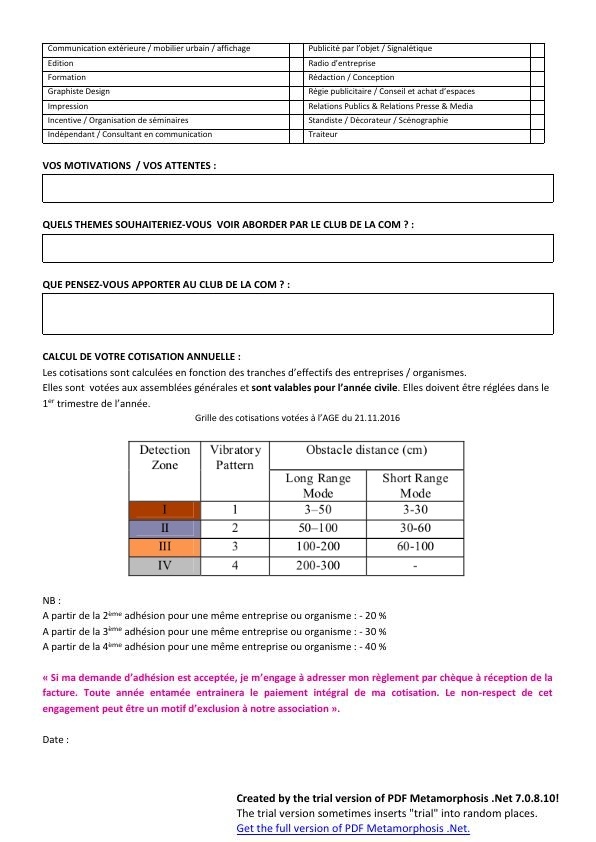 Communication extérieure / mobilier urbain / affichage Publicité par l’objet / Signalétique
Edition Radio d’entreprise
Formation Rédaction / Conception
Graphiste Design Régie publicitaire / Conseil et achat d’espaces
Impression Relations Publics & Relations Presse & Media
Incentive / Organisation de séminaires Standiste / Décorateur / Scénographie
Indépendant / Consultant en communication Traiteur
VOS MOTIVATIONS / VOS ATTENTES :
QUELS THEMES SOUHAITERIEZ-VOUS VOIR ABORDER PAR LE CLUB DE LA COM ? :
QUE PENSEZ-VOUS APPORTER AU CLUB DE LA COM ? :
CALCUL DE VOTRE COTISATION ANNUELLE :
Les cotisations sont calculées en fonction des tranches d’effectifs des entreprises / organismes.
Elles sont votées aux assemblées générales et sont valables pour l’année civile. Elles doivent être réglées dans le
1er trimestre de l’année.
Grille des cotisations votées à l’AGE du 21.11.2016
Detection Vibratory Obstacle distance (cm)
Zone Pattern
Long Range Short Range
Mode Mode
I 1 3–50 3-30
II 2 50–100 30-60
III 3 100-200 60-100
IV 4 200-300 -
NB :
A partir de la 2ème adhésion pour une même entreprise ou organisme : - 20 %
A partir de la 3ème adhésion pour une même entreprise ou organisme : - 30 %
A partir de la 4ème adhésion pour une même entreprise ou organisme : - 40 %
« Si ma demande d’adhésion est acceptée, je m’engage à adresser mon règlement par chèque à réception de la
facture. Toute année entamée entrainera le paiement intégral de ma cotisation. Le non-respect de cet
engagement peut être un motif d’exclusion à notre association ».
Date :
Created by the trial version of PDF Metamorphosis .Net 7.0.8.10!
The trial version sometimes inserts "trial" into random places.
Get the full version of PDF Metamorphosis .Net.